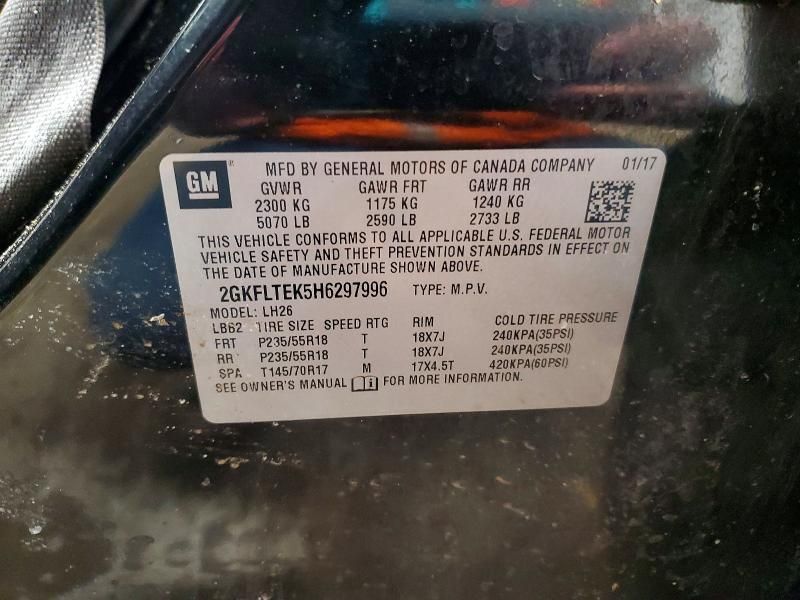 GM ® MFD BY GENERAL MOTORS OF CANADA COMPANY 01/17
GVWR GAWR FRT GAWR RR
2300 KG 1175 KG 1240 KG
5070 LB 2590 LB 2733 LB
THIS VEHICLE CONFORMS TO ALL APPLICABLE U.S. FEDERAL MOTOR
VEHICLE SAFETY AND THEFT PREVENTION STANDARDS IN EFFECT ON
THE DATE OF MANUFACTURE SHOWN ABOVE.
2GKFLTEK5H6297996 TYPE: M.P.V.
MODEL: LH26
LB62 TIRE SIZE SPEED RTG RIM COLD TIRE PRESSURE
FRT P235/55R18 T 18X7J 240KPA(35PSI)
RR P235/55R18 T 18X7J 240KPA(35PSI)
SPA T145/70R17 M 17X4.5T 420KPA(60PSI)
SEE OWNER'S MANUAL FOR MORE INFORMATION.